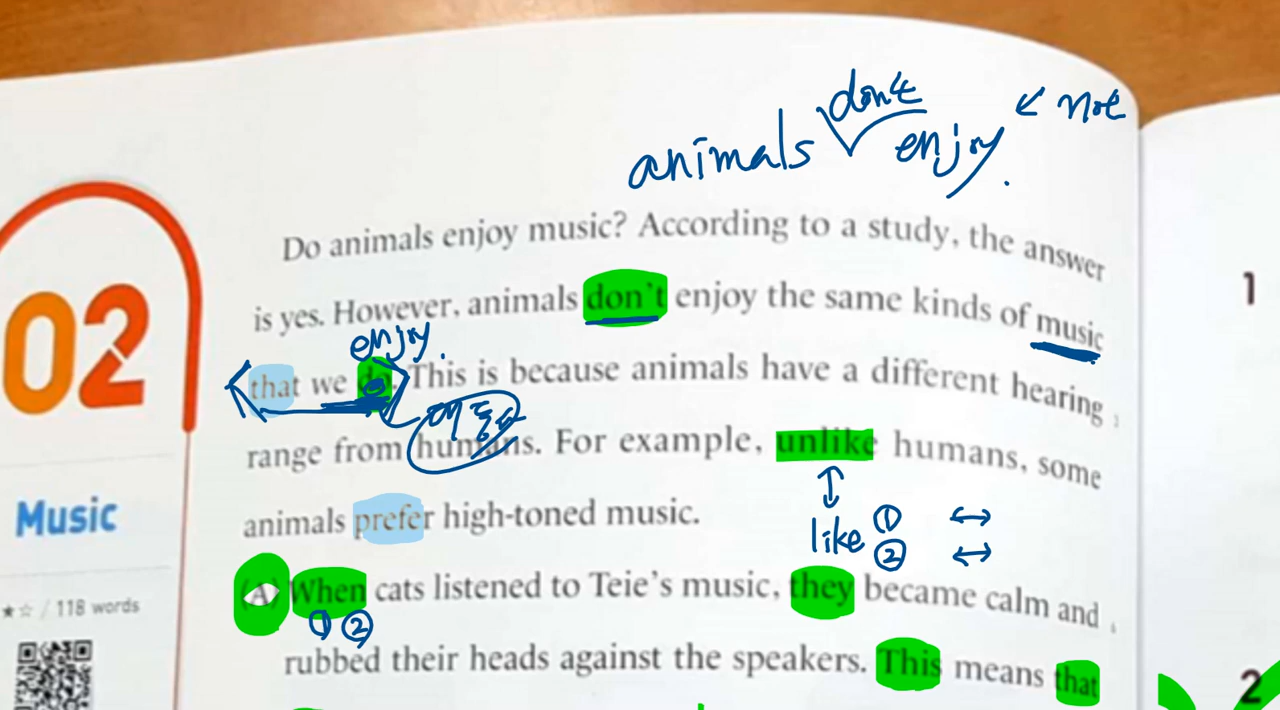 don't
animals enjoy. ← not
Do animals enjoy music? According to a study, the answer
is yes. However, animals don't enjoy the same kinds of music
enjoy.
that we do. This is because animals have a different hearing
range from humans. For example, unlike humans, some
animals prefer high-toned music.
like ① ↔
② ↔
(A) When cats listened to Teie's music, they became calm and
① ②
rubbed their heads against the speakers. This means that
02
Music
★☆ / 118 words
1
2